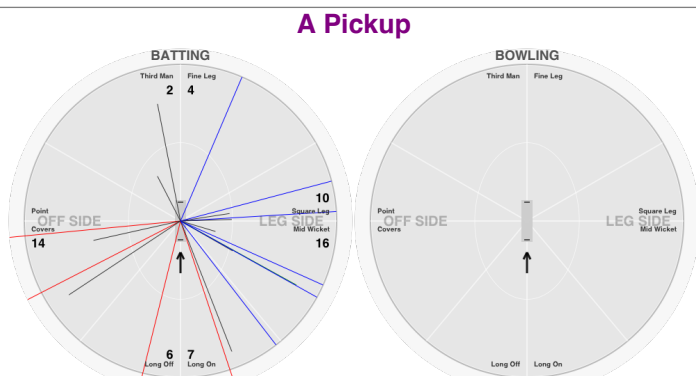 A Pickup
BATTING
Third Man Fine Leg
2 4
10
Point Square Leg
OFF SIDE LEG SIDE
Covers Mid Wicket
14 16
6 7
Long Off Long On
BOWLING
Third Man Fine Leg
Point Square Leg
OFF SIDE LEG SIDE
Covers Mid Wicket
Long Off Long On